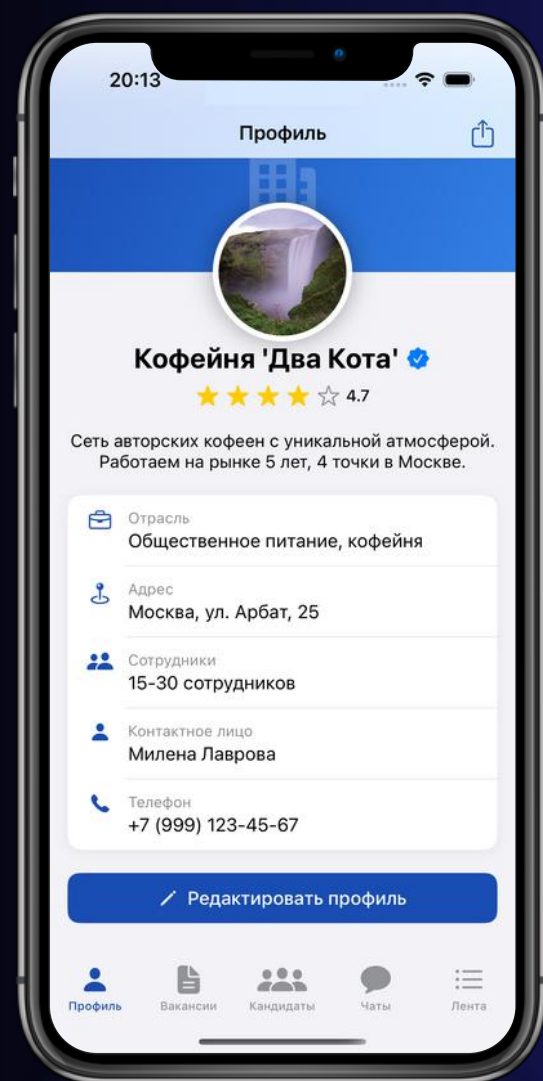 20:13
Профиль
Кофейня 'Два Кота'
4.7
Сеть авторских кофеен с уникальной атмосферой.
Работаем на рынке 5 лет, 4 точки в Москве.
Отрасль
Общественное питание, кофейня
Адрес
Москва, ул. Арбат, 25
Сотрудники
15-30 сотрудников
Контактное лицо
Милена Лаврова
Телефон
+7 (999) 123-45-67
Редактировать профиль
Профиль Вакансии Кандидаты Чаты Лента